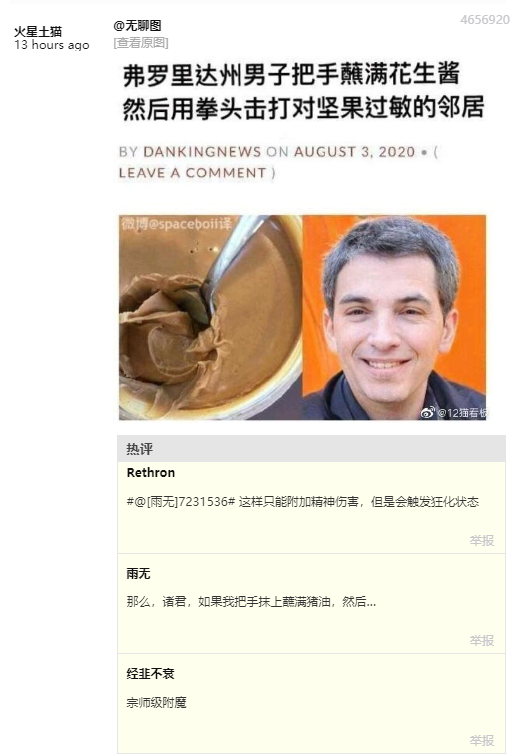 火星土猫
13 hours ago
@无聊图
4656920
[查看原图]
弗罗里达州男子把手蘸满花生酱
然后用拳头击打对坚果过敏的邻居
BY DANKINGNEWS ON AUGUST 3, 2020 • (
LEAVE A COMMENT )
微博@spaceboii译
@12猫看板
热评
Rethron
#@[雨无]7231536# 这样只能附加精神伤害，但是会触发狂化状态
举报
雨无
那么，诸君，如果我把手抹上蘸满猪油，然后...
举报
经韭不衰
宗师级附魔
举报